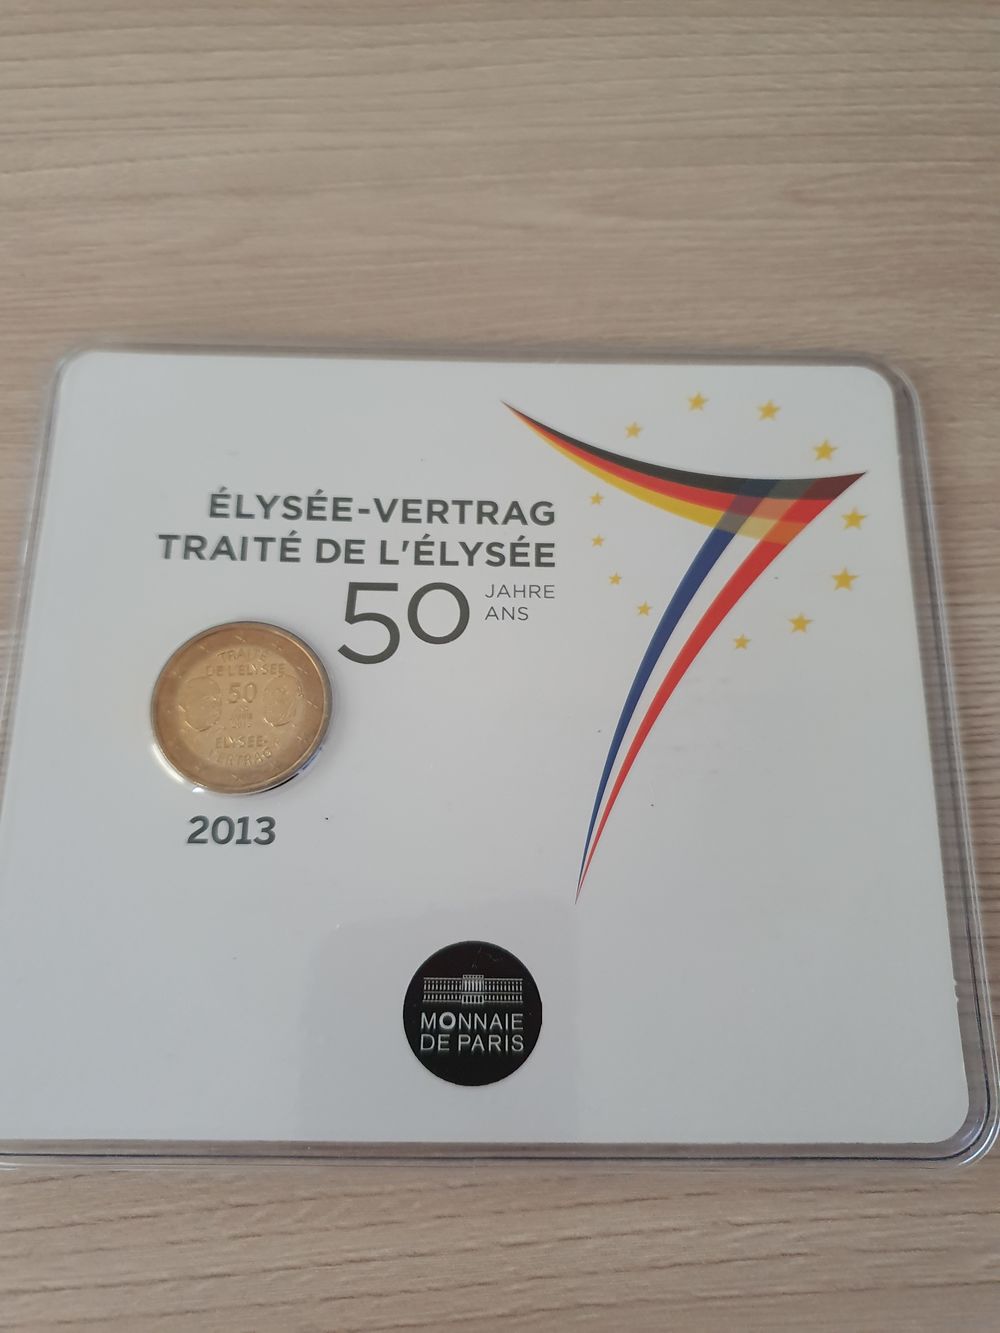 ÉLYSÉE-VERTRAG
TRAITÉ DE L'ÉLYSÉE
50 JAHRE
ANS
TRAITÉ
DE L'ÉLYSÉE
50
ÉLYSÉE-
VERTRAG
2013
MONNAIE
DE PARIS